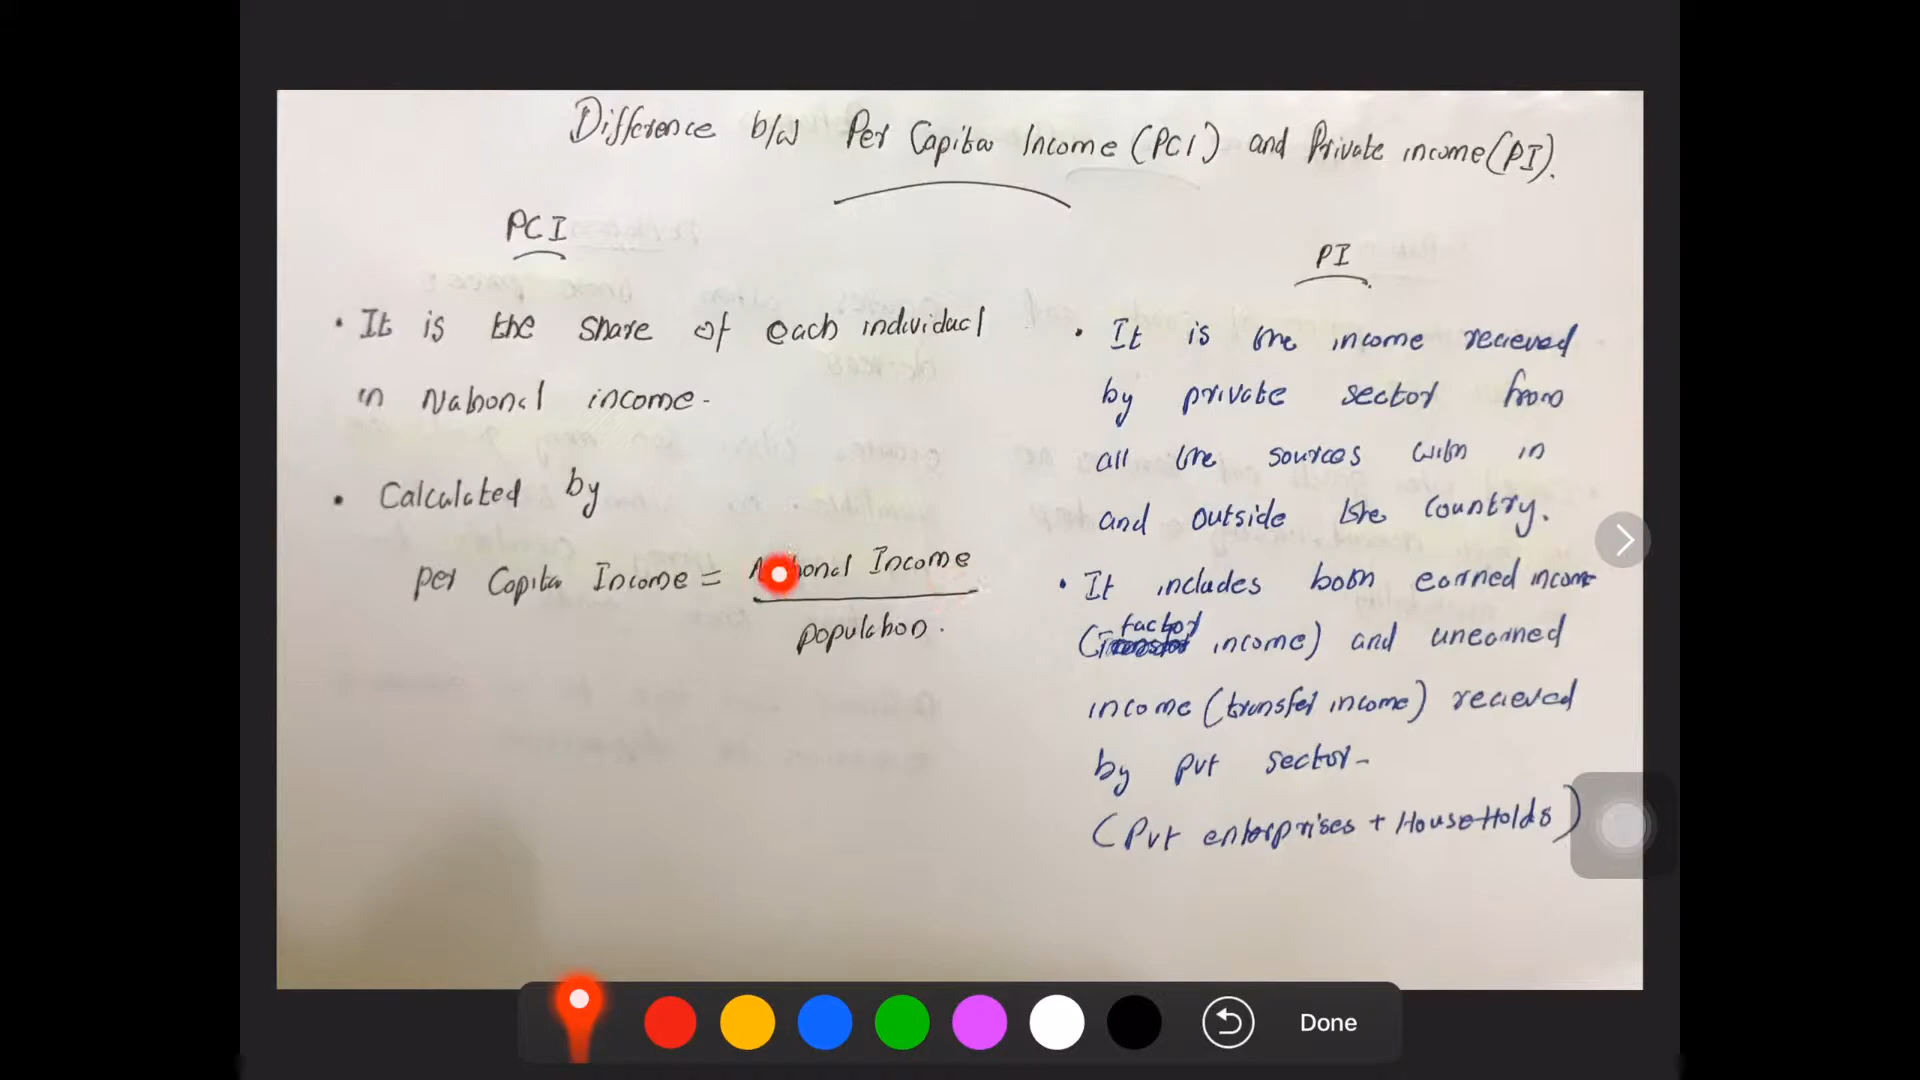 Difference b/w Per Capita Income (PCI) and Private income (PI).
PCI
• It is the share of each individual
in National income.
• Calculated by
per Capita Income = National Income
population.
PI
• It is the income recieved
by private sector from
all the sources with in
and outside the country.
• It includes both earned income
(factor income) and unearned
income (transfer income) recieved
by pvt sector-
(Pvt enterprises + HouseHolds)
Done